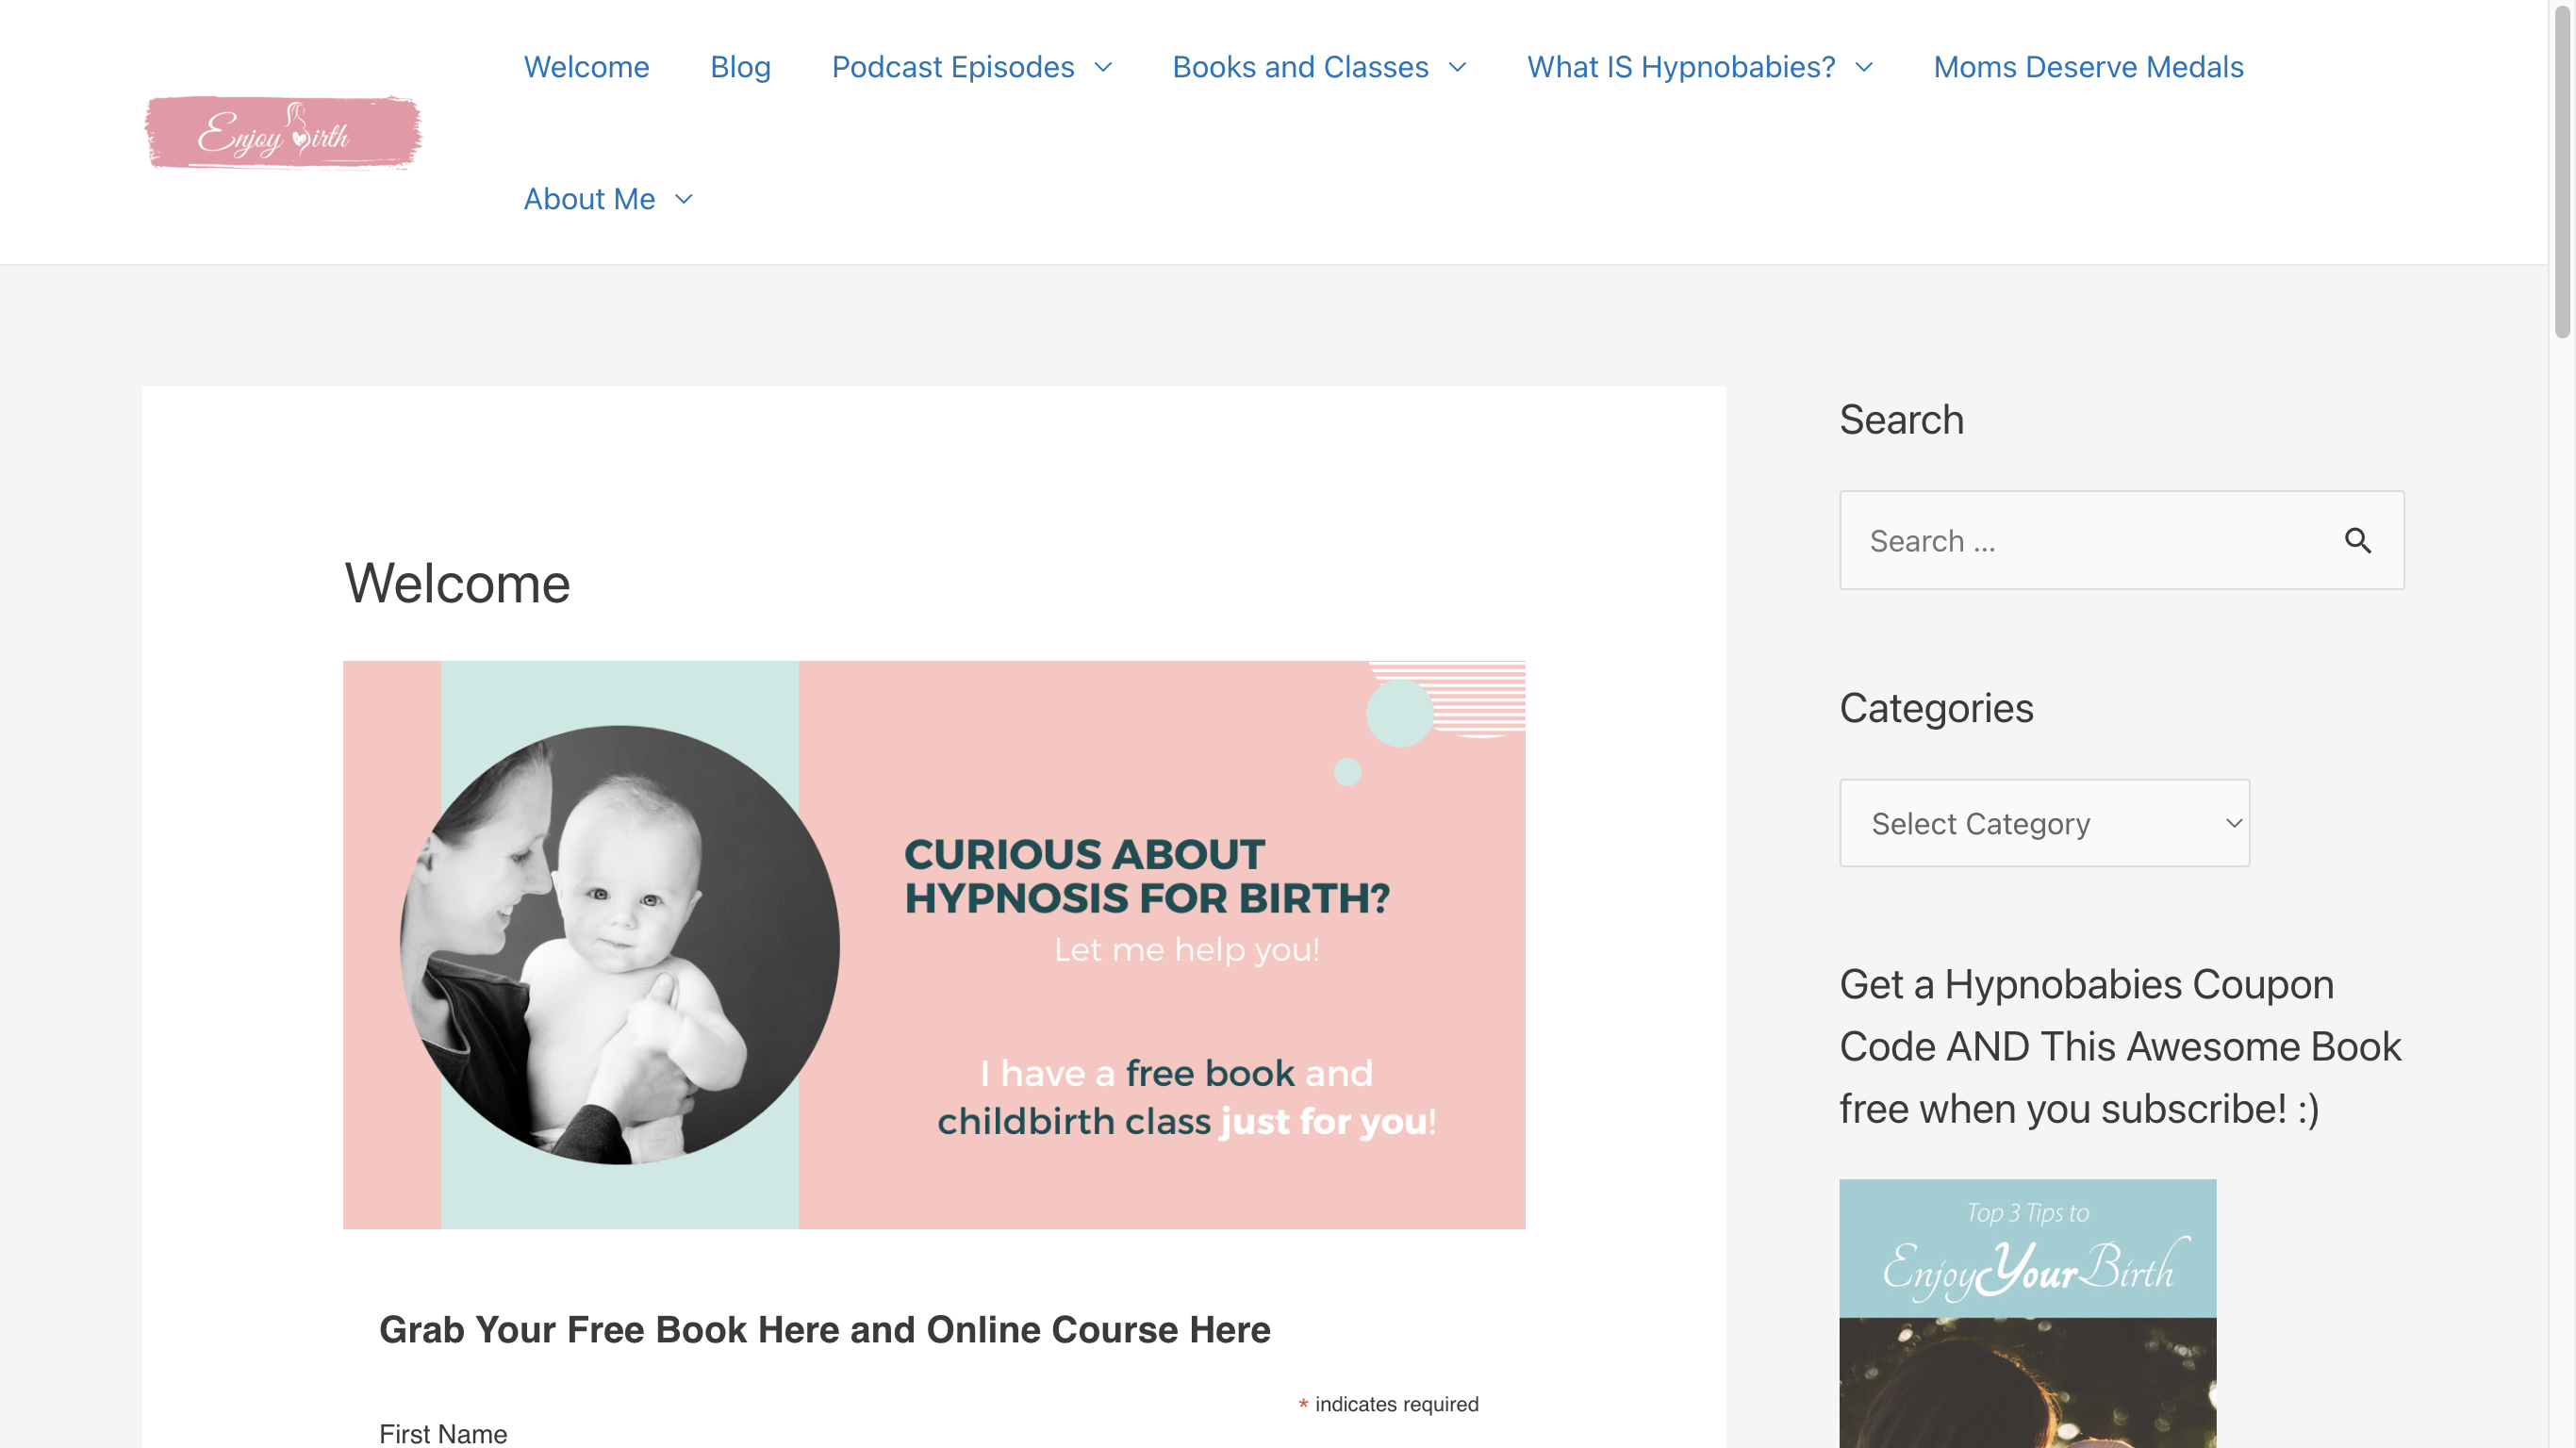 Enjoy Birth
Welcome
Blog
Podcast Episodes
Books and Classes
What IS Hypnobabies?
Moms Deserve Medals
About Me
Welcome
CURIOUS ABOUT
HYPNOSIS FOR BIRTH?
Let me help you!
I have a free book and
childbirth class just for you!
Grab Your Free Book Here and Online Course Here
* indicates required
First Name
Search
Search ...
Categories
Select Category
Get a Hypnobabies Coupon
Code AND This Awesome Book
free when you subscribe! :)
Top 3 Tips to
Enjoy Your Birth